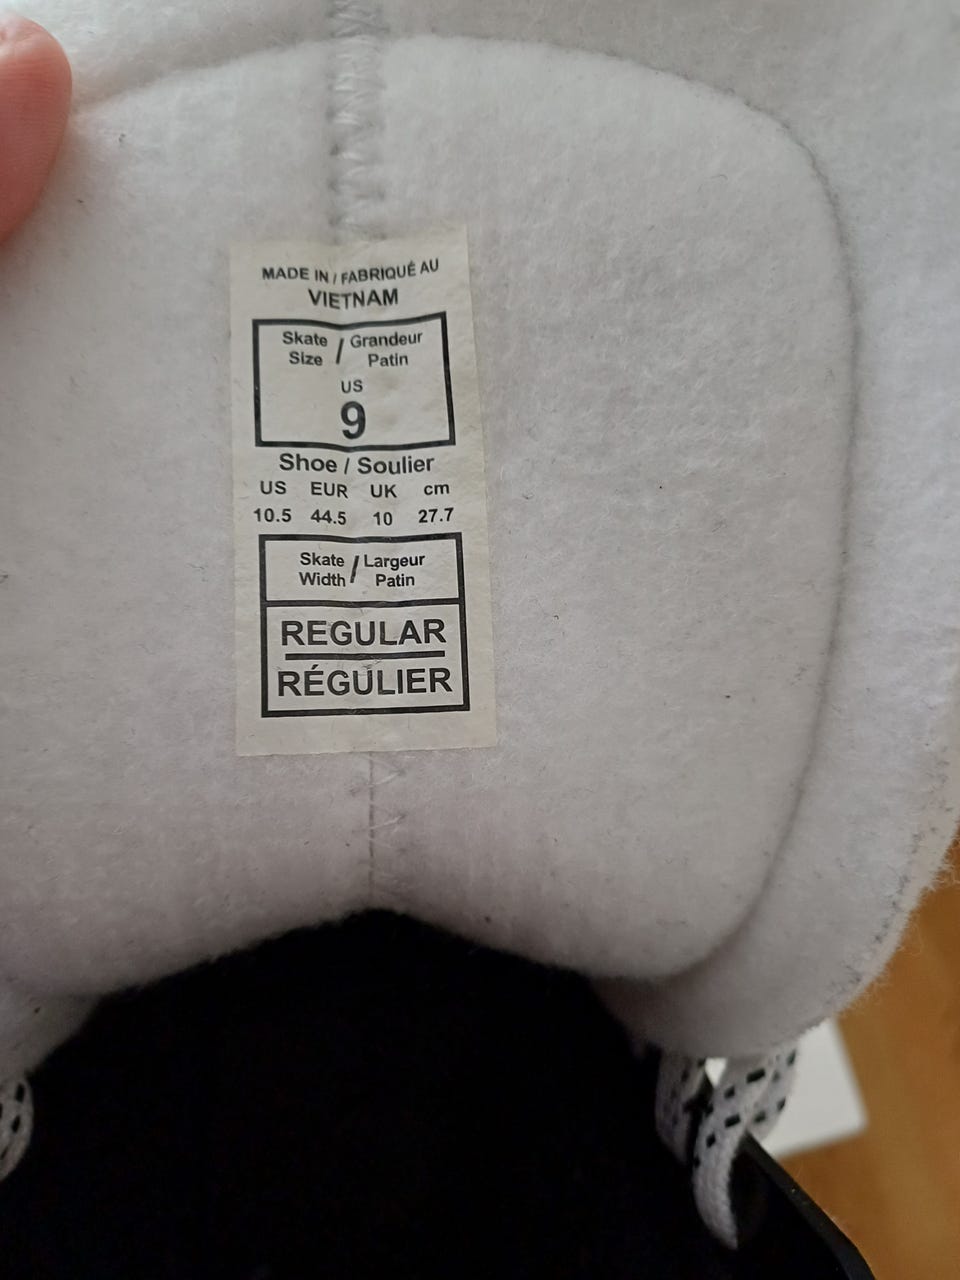 MADE IN / FABRIQUÉ AU
VIETNAM
Skate Size / Grandeur Patin
US
9
Shoe / Soulier
US EUR UK cm
10.5 44.5 10 27.7
Skate Width / Largeur Patin
REGULAR
RÉGULIER